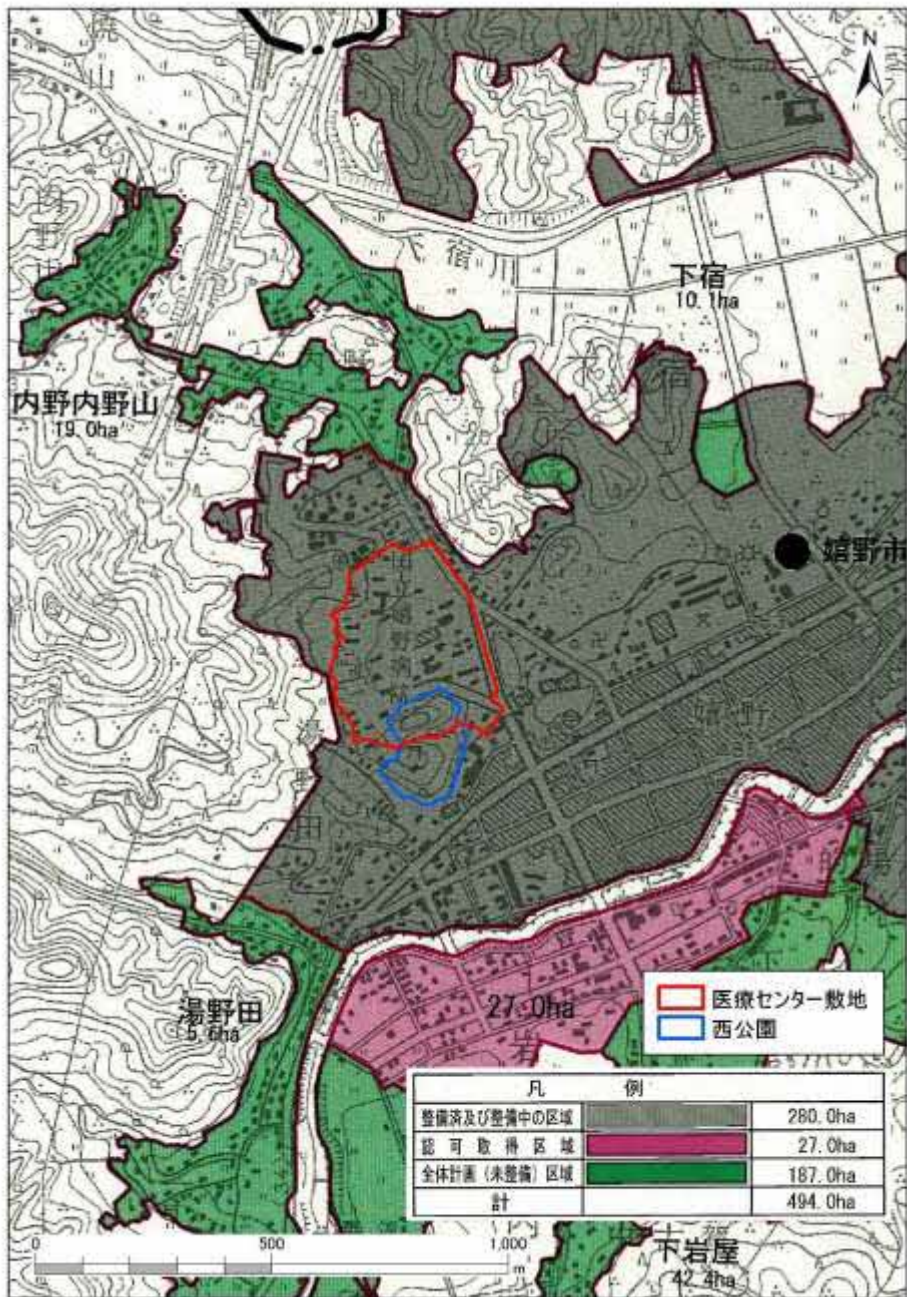 N
下宿
10.1ha
宿
内野内野山
19.0ha
嬉野市
嬉野町
27.0ha
湯野田
5.6ha
医療センター敷地
西公園
凡 例
整備済及び整備中の区域 280.0ha
認可取得区域 27.0ha
全体計画(未整備)区域 187.0ha
計 494.0ha
0 500 1,000
m
下岩屋
42.4ha